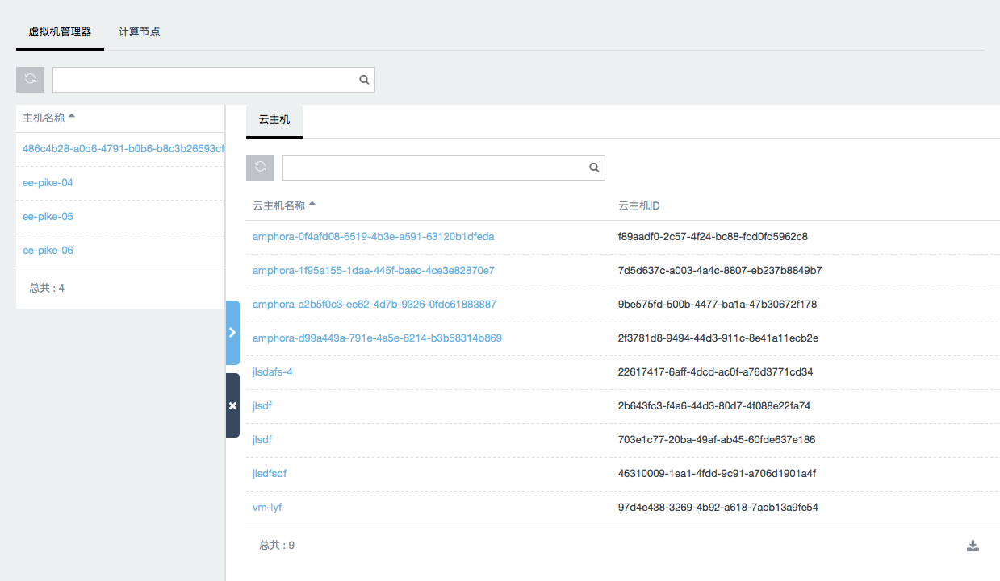 虚拟机管理器 计算节点
主机名称
486c4b28-a0d6-4791-b0b6-b8c3b26593cf
ee-pike-04
ee-pike-05
ee-pike-06
总共 : 4
云主机
云主机名称 云主机ID
amphora-0f4afd08-6519-4b3e-a591-63120b1dfeda f89aadf0-2c57-4f24-bc88-fcd0fd5962c8
amphora-1f95a155-1daa-445f-baec-4ce3e82870e7 7d5d637c-a003-4a4c-8807-eb237b8849b7
amphora-a2b5f0c3-ee62-4d7b-9326-0fdc61883887 9be575fd-500b-4477-ba1a-47b30672f178
amphora-d99a449a-791e-4a5e-8214-b3b58314b869 2f3781d8-9494-44d3-911c-8e41a11ecb2e
jlsdafs-4 22617417-6aff-4dcd-ac0f-a76d3771cd34
jlsdf 2b643fc3-f4a6-44d3-80d7-4f088e22fa74
jlsdf 703e1c77-20ba-49af-ab45-60fde637e186
jlsdfsdf 46310009-1ea1-4fdd-9c91-a706d1901a4f
vm-lyf 97d4e438-3269-4b92-a618-7acb13a9fe54
总共 : 9